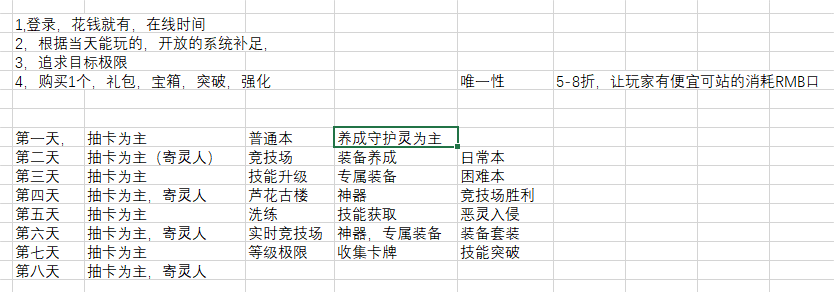 1,登录，花钱就有，在线时间
2，根据当天能玩的，开放的系统补足，
3，追求目标极限
4，购买1个，礼包，宝箱，突破，强化 唯一性 5-8折，让玩家有便宜可站的消耗RMB口
第一天， 抽卡为主 普通本 养成守护灵为主
第二天 抽卡为主（寄灵人） 竞技场 装备养成 日常本
第三天 抽卡为主 技能升级 专属装备 困难本
第四天 抽卡为主，寄灵人 芦花古楼 神器 竞技场胜利
第五天 抽卡为主 洗练 技能获取 恶灵入侵
第六天 抽卡为主，寄灵人 实时竞技场 神器，专属装备 装备套装
第七天 抽卡为主 等级极限 收集卡牌 技能突破
第八天 抽卡为主，寄灵人